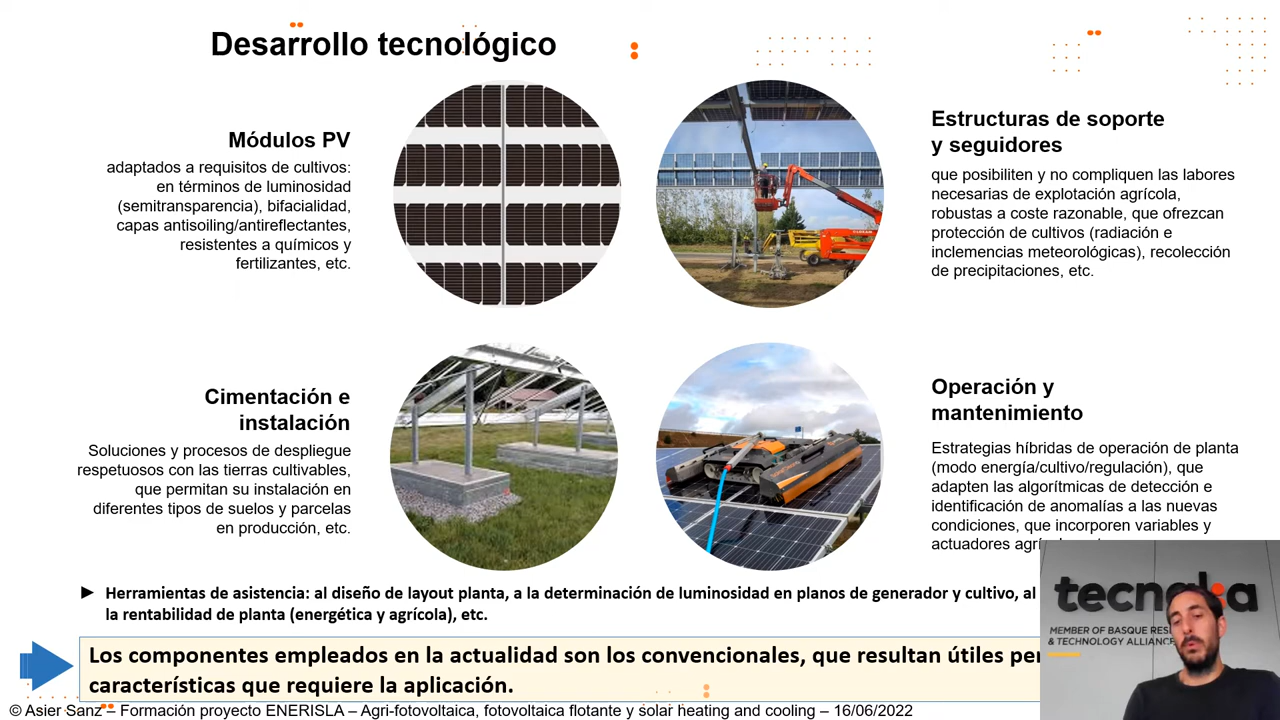 Desarrollo tecnológico
Módulos PV
adaptados a requisitos de cultivos:
en términos de luminosidad
(semitransparencia), bifacialidad,
capas antisoiling/antireflectantes,
resistentes a químicos y
fertilizantes, etc.
Estructuras de soporte
y seguidores
que posibiliten y no compliquen las labores
necesarias de explotación agrícola,
robustas a coste razonable, que ofrezcan
protección de cultivos (radiación e
inclemencias meteorológicas), recolección
de precipitaciones, etc.
Cimentación e
instalación
Soluciones y procesos de despliegue
respetuosos con las tierras cultivables,
que permitan su instalación en
diferentes tipos de suelos y parcelas
en producción, etc.
Operación y
mantenimiento
Estrategias híbridas de operación de planta
(modo energía/cultivo/regulación), que
adapten las algorítmicas de detección e
identificación de anomalías a las nuevas
condiciones, que incorporen variables y
actuadores
► Herramientas de asistencia: al diseño de layout planta, a la determinación de luminosidad en planos de generador y cultivo, al
la rentabilidad de planta (energética y agrícola), etc.
Los componentes empleados en la actualidad son los convencionales, que resultan útiles
características que requiere la aplicación.
© Asier Sanz – Formación proyecto ENERISLA – Agri-fotovoltaica, fotovoltaica flotante y solar heating and cooling – 16/06/2022
MEMBER OF BASQUE
& TECHNOLOGY